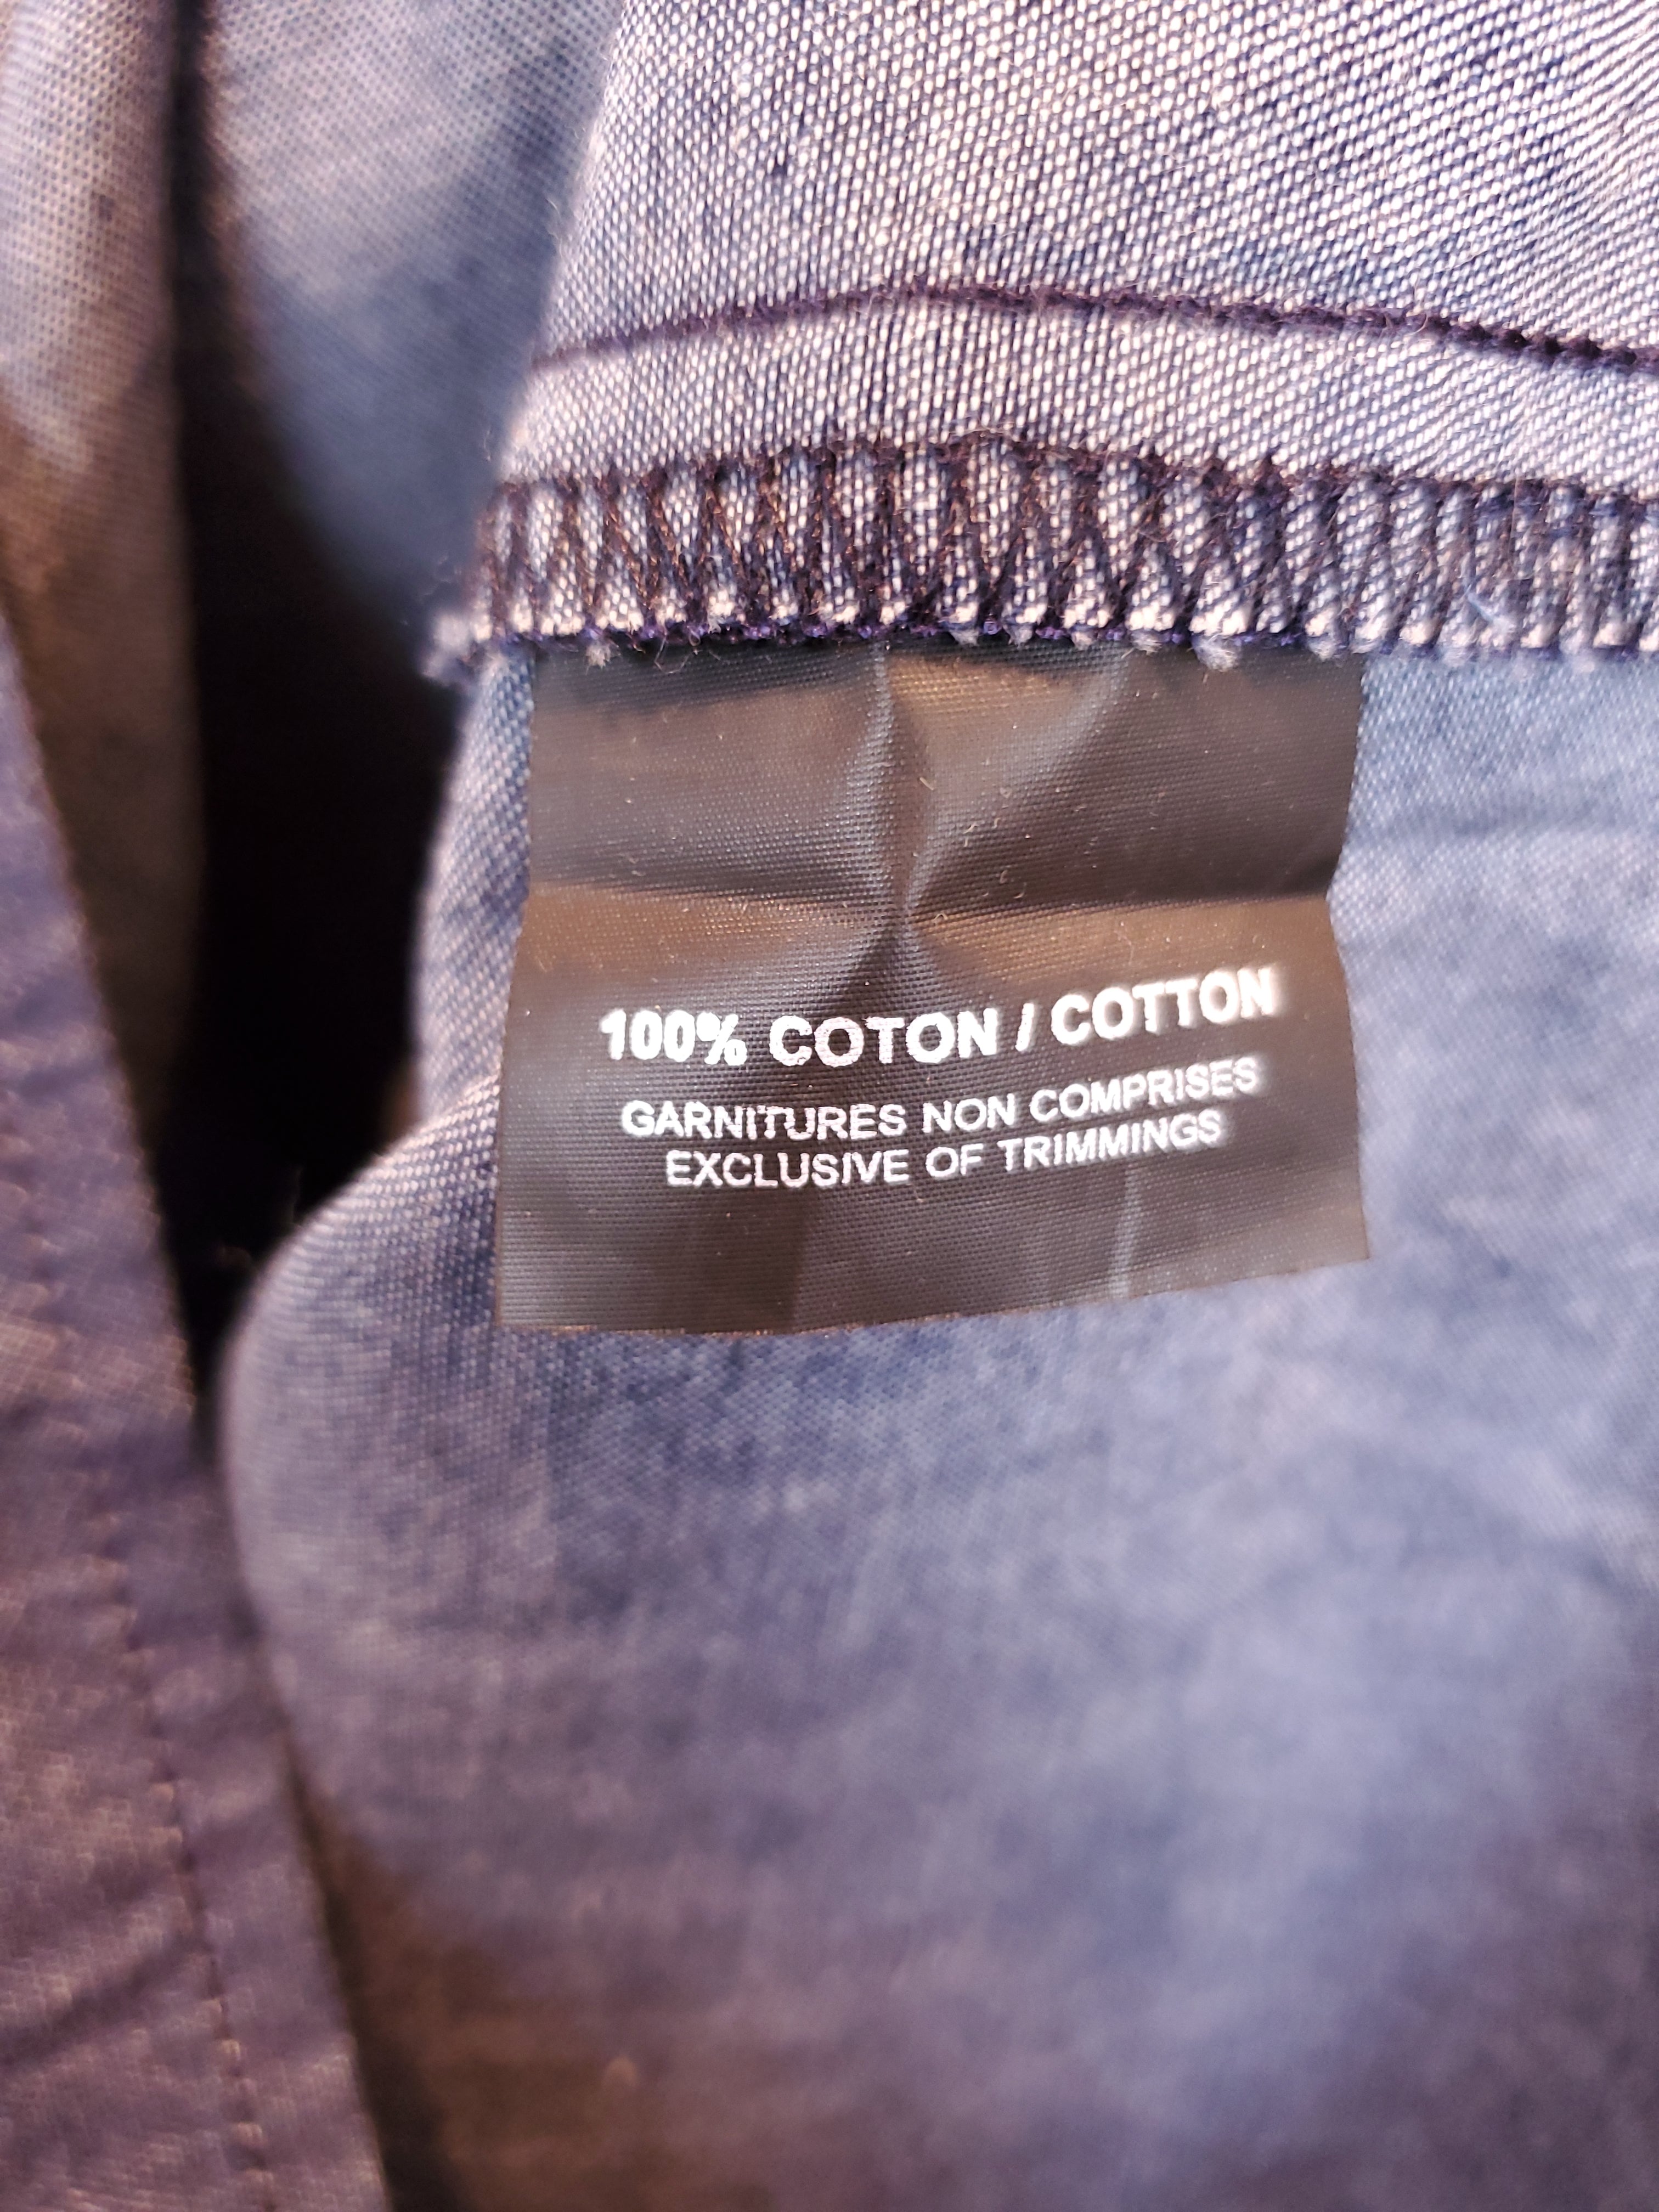 100% COTON / COTTON
GARNITURES NON COMPRISES
EXCLUSIVE OF TRIMMINGS